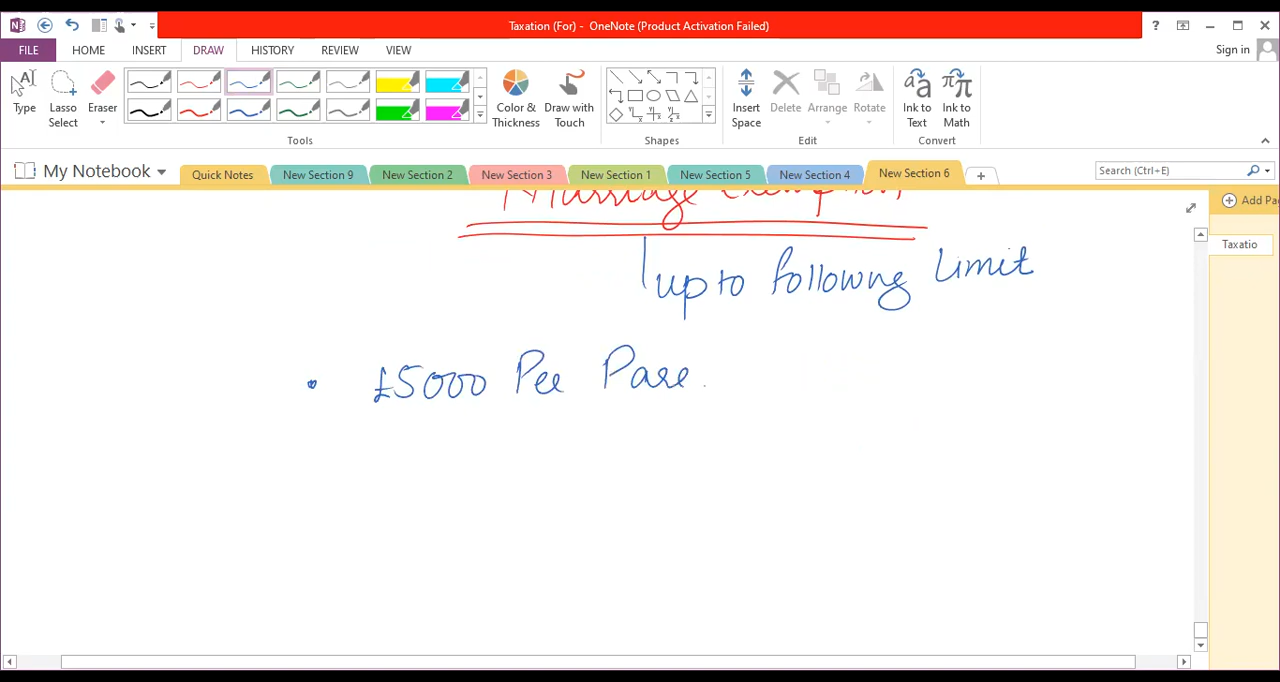 Taxation (For) - OneNote (Product Activation Failed)
?
FILE HOME INSERT DRAW HISTORY REVIEW VIEW Sign in
Type Lasso Select Eraser Color & Thickness Draw with Touch Insert Space Delete Arrange Rotate Ink to Text Ink to Math
Tools Shapes Edit Convert
My Notebook Quick Notes New Section 9 New Section 2 New Section 3 New Section 1 New Section 5 New Section 4 New Section 6 Search (Ctrl+E)
Add Pa
Taxatio
Marriage Exemption
upto following Limit
• £5000 Per Pare